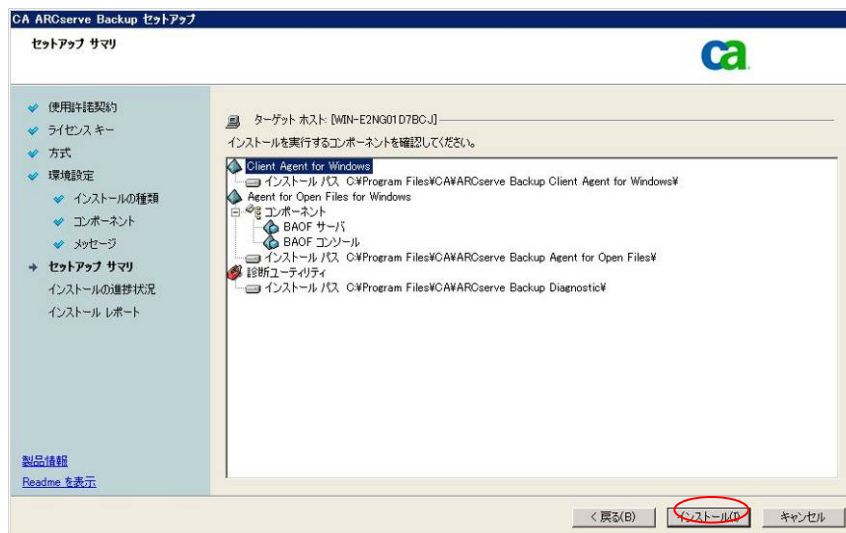 CA ARCserve Backup セットアップ
セットアップ サマリ
ca
使用許諾契約
ライセンス キー
方式
環境設定
インストールの種類
コンポーネント
メッセージ
セットアップ サマリ
インストールの進捗状況
インストール レポート
製品情報
Readme を表示
ターゲット ホスト: [WIN-E2NG01D7BCJ]
インストールを実行するコンポーネントを確認してください。
Client Agent for Windows
インストール パス C:¥Program Files¥CA¥ARCserve Backup Client Agent for Windows¥
Agent for Open Files for Windows
コンポーネント
BAOF サーバ
BAOF コンソール
インストール パス C:¥Program Files¥CA¥ARCserve Backup Agent for Open Files¥
診断ユーティリティ
インストール パス C:¥Program Files¥CA¥ARCserve Backup Diagnostic¥
< 戻る(B)
インストール(I)
キャンセル